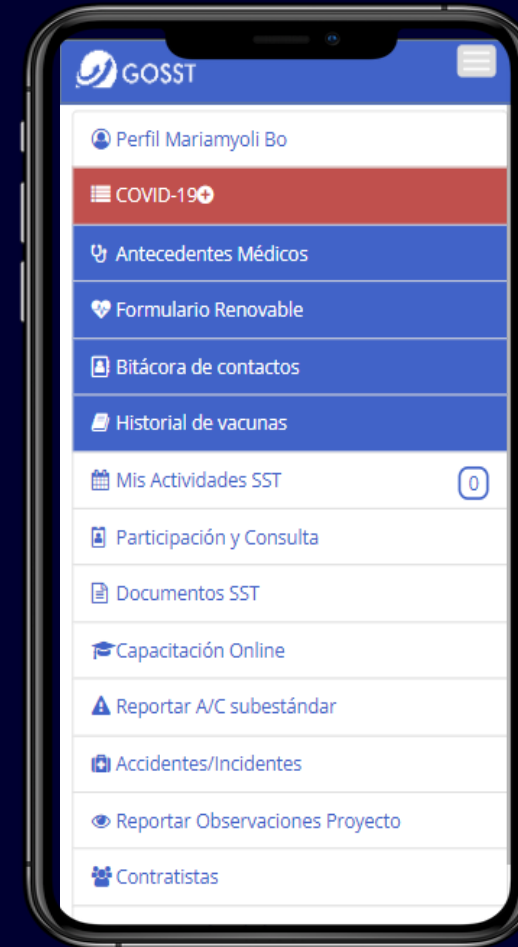 GOSST
Perfil Mariamyoli Bo
COVID-19
Antecedentes Médicos
Formulario Renovable
Bitácora de contactos
Historial de vacunas
Mis Actividades SST 0
Participación y Consulta
Documentos SST
Capacitación Online
Reportar A/C subestándar
Accidentes/Incidentes
Reportar Observaciones Proyecto
Contratistas